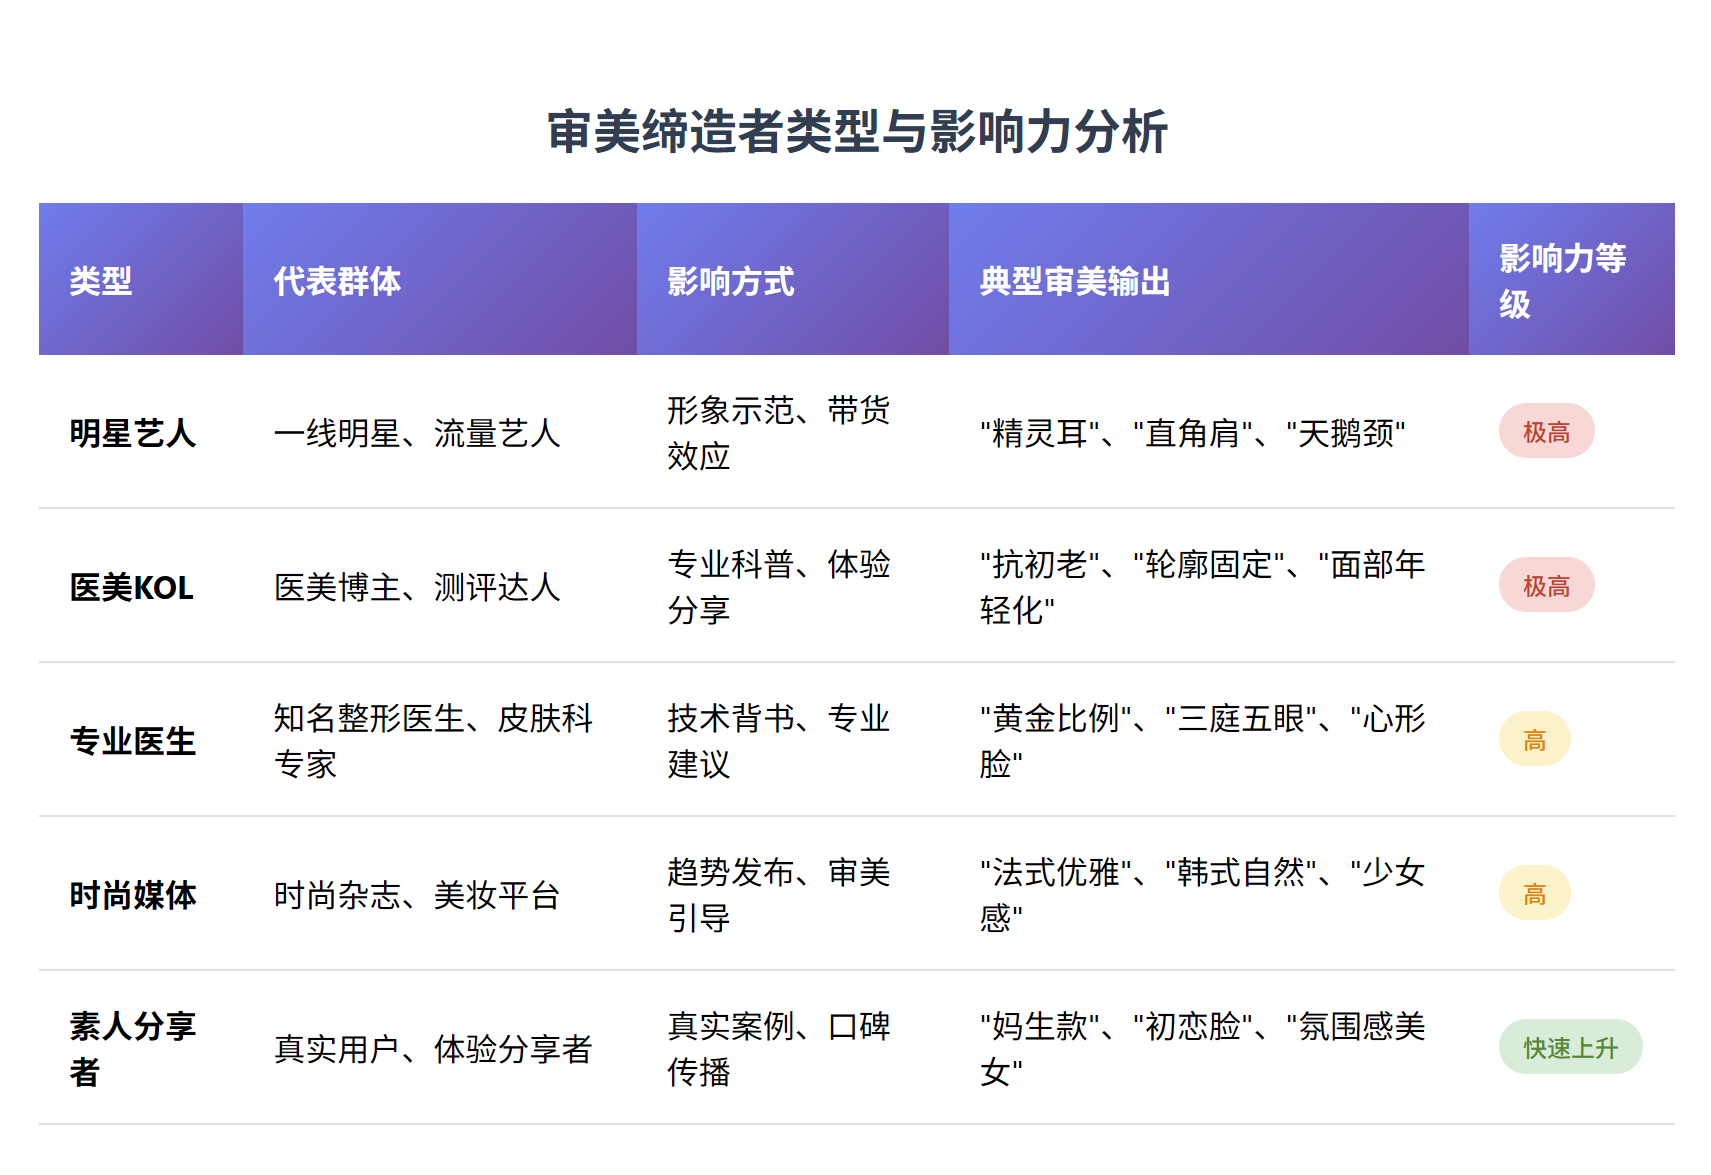 审美缔造者类型与影响力分析
类型
代表群体
影响方式
典型审美输出
影响力等
级
明星艺人
一线明星、流量艺人
形象示范、带货
效应
"精灵耳"、"直角肩"、"天鹅颈"
极高
医美KOL
医美博主、测评达人
专业科普、体验
分享
"抗初老"、"轮廓固定"、"面部年
轻化"
极高
专业医生
知名整形医生、皮肤科
专家
技术背书、专业
建议
"黄金比例"、"三庭五眼"、"心形
脸"
高
时尚媒体
时尚杂志、美妆平台
趋势发布、审美
引导
"法式优雅"、"韩式自然"、"少女
感"
高
素人分享
者
真实用户、体验分享者
真实案例、口碑
传播
"妈生款"、"初恋脸"、"氛围感美
女"
快速上升